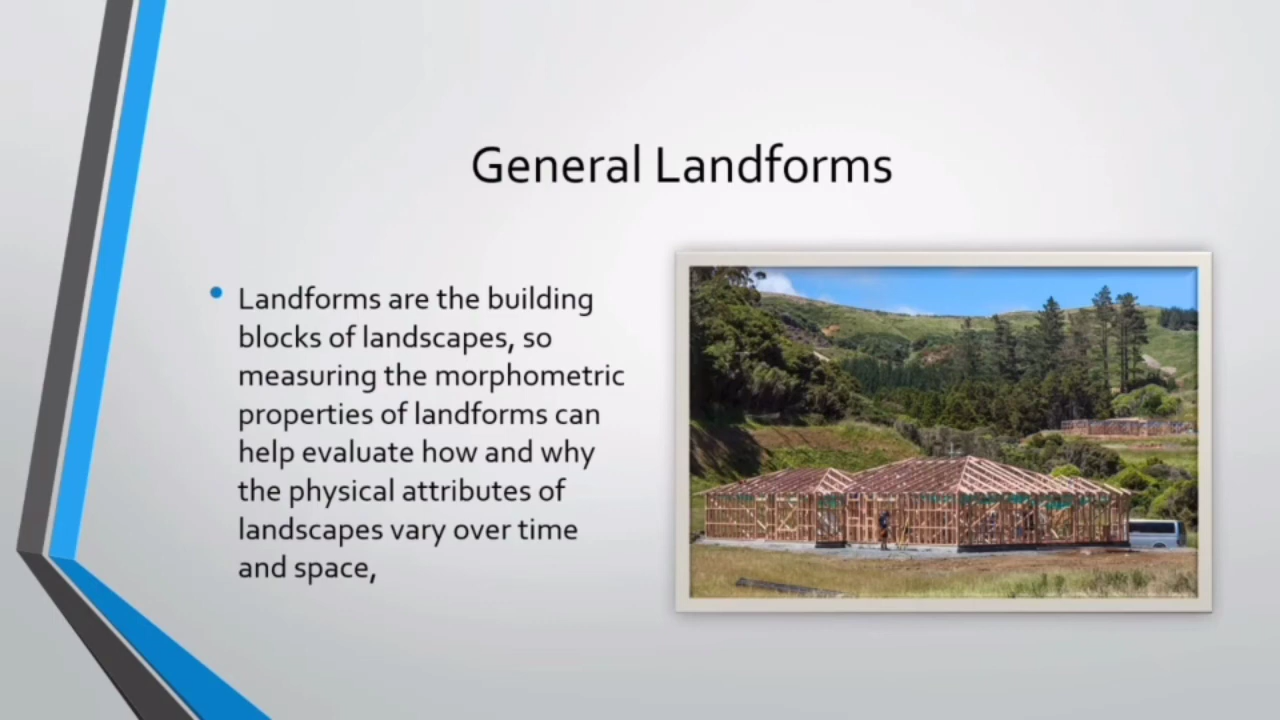 General Landforms
Landforms are the building
blocks of landscapes, so
measuring the morphometric
properties of landforms can
help evaluate how and why
the physical attributes of
landscapes vary over time
and space,